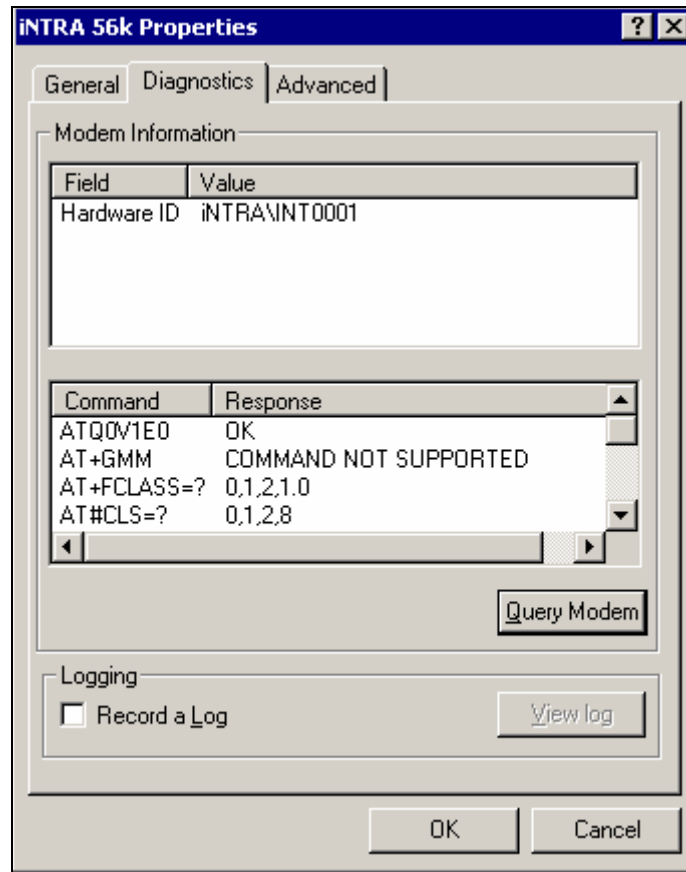 iNTRA 56k Properties
General Diagnostics Advanced
Modem Information
Field Value
Hardware ID iNTRA\INT0001
Command Response
ATQ0V1E0 OK
AT+GMM COMMAND NOT SUPPORTED
AT+FCLASS=? 0,1,2,1.0
AT#CLS=? 0,1,2,8
Query Modem
Logging
Record a Log View log
OK Cancel